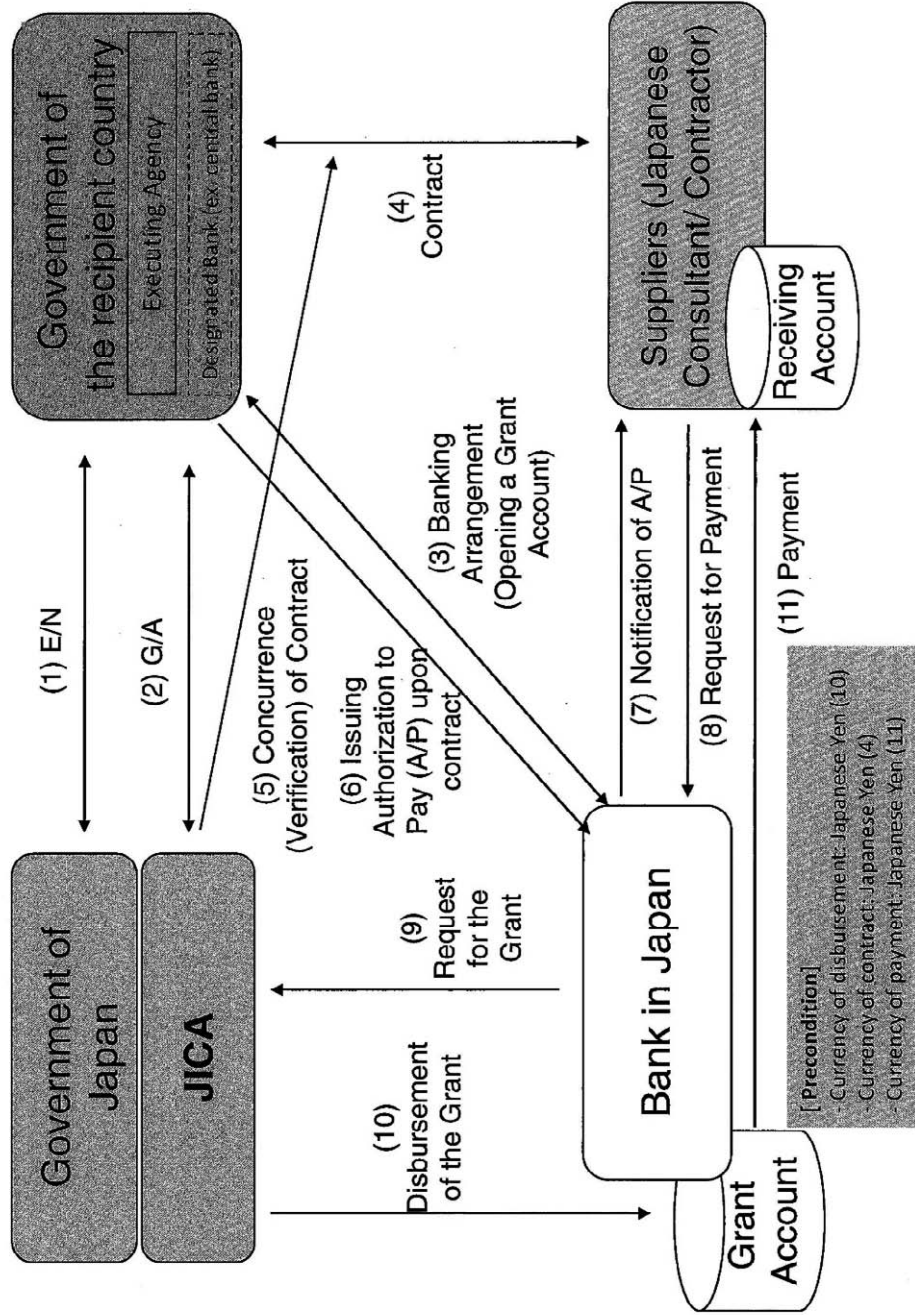 Government of
Japan
JICA
Government of
the recipient country
Executing Agency
Designated Bank (ex: central bank)
(1) E/N
(2) G/A
(5) Concurrence
(Verification) of Contract
(6) Issuing
Authorization to
Pay (A/P) upon
contract
(4)
Contract
(3) Banking
Arrangement
(Opening a Grant
Account)
(9)
Request
for the
Grant
(10)
Disbursement
of the Grant
Bank in Japan
Grant
Account
(7) Notification of A/P
(8) Request for Payment
(11) Payment
Suppliers (Japanese
Consultant/ Contractor)
Receiving
Account
[Precondition]
- Currency of disbursement: Japanese Yen (10)
- Currency of contract: Japanese Yen (4)
- Currency of payment: Japanese Yen (11)